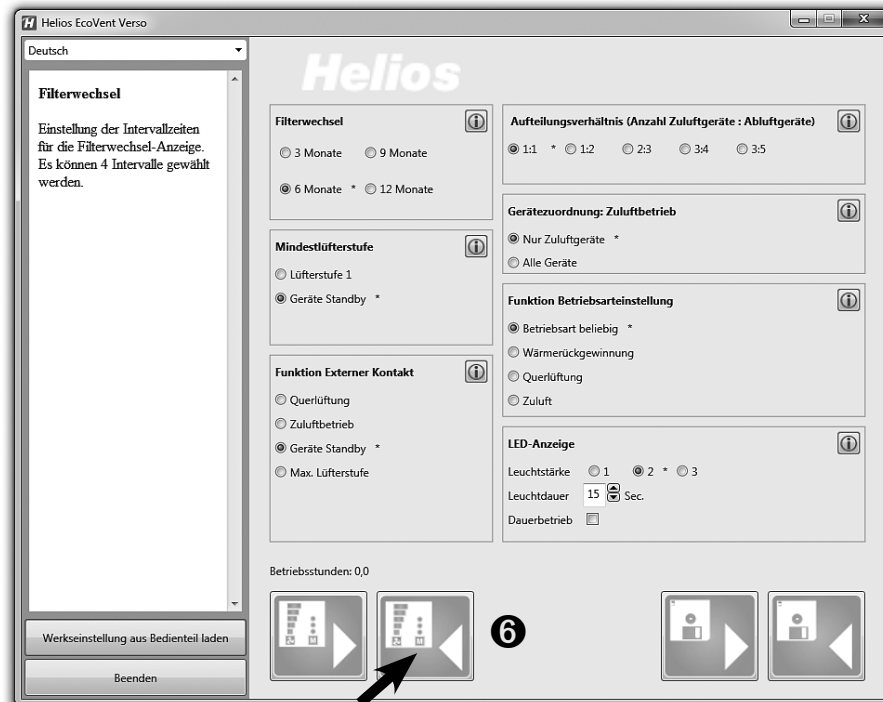 Helios EcoVent Verso
Deutsch
Filterwechsel
Einstellung der Intervallzeiten
für die Filterwechsel-Anzeige.
Es können 4 Intervalle gewählt
werden.
Werkseinstellung aus Bedienteil laden
Beenden
Helios
Filterwechsel
3 Monate 9 Monate
6 Monate * 12 Monate
Mindestlüfterstufe
Lüfterstufe 1
Geräte Standby *
Funktion Externer Kontakt
Querlüftung
Zuluftbetrieb
Geräte Standby *
Max. Lüfterstufe
Aufteilungsverhältnis (Anzahl Zuluftgeräte : Abluftgeräte)
1:1 * 1:2 2:3 3:4 3:5
Gerätezuordnung: Zuluftbetrieb
Nur Zuluftgeräte *
Alle Geräte
Funktion Betriebsarteinstellung
Betriebsart beliebig *
Wärmerückgewinnung
Querlüftung
Zuluft
LED-Anzeige
Leuchtstärke 1 2 * 3
Leuchtdauer 15 Sec.
Dauerbetrieb
Betriebsstunden: 0,0
M
M
6